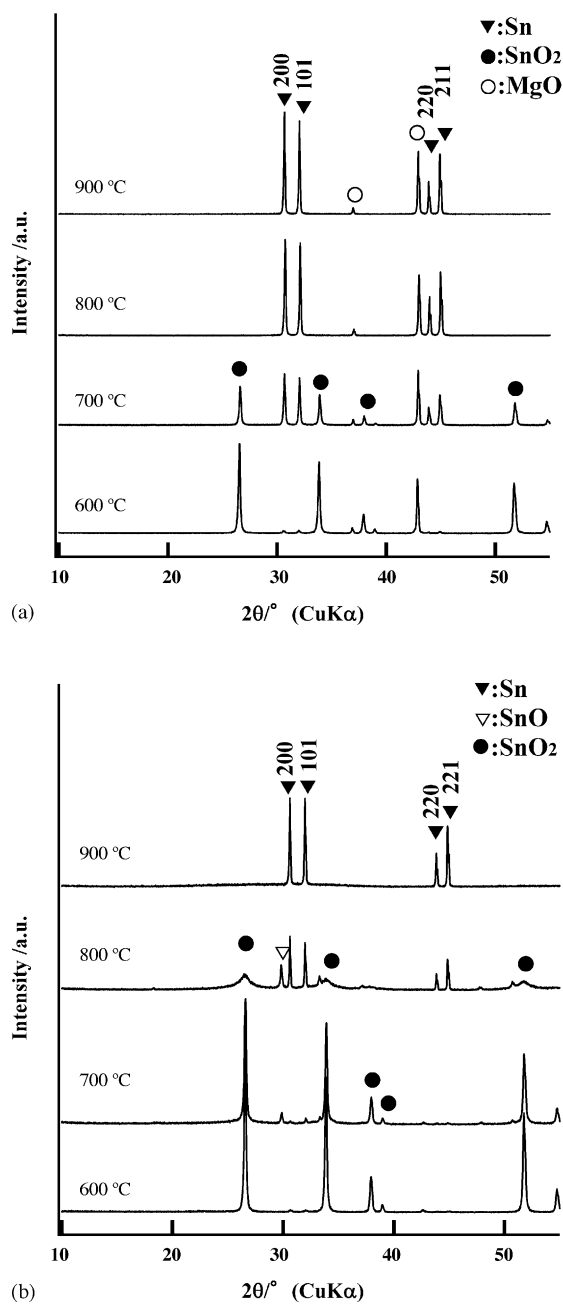 ▼:Sn
●:SnO2
○:MgO
200
101
220
211
900 °C
800 °C
700 °C
600 °C
Intensity /a.u.
10 20 30 40 50
(a) 2θ/° (CuKα)
▼:Sn
▽:SnO
●:SnO2
200
101
220
221
900 °C
800 °C
700 °C
600 °C
Intensity /a.u.
10 20 30 40 50
(b) 2θ/° (CuKα)